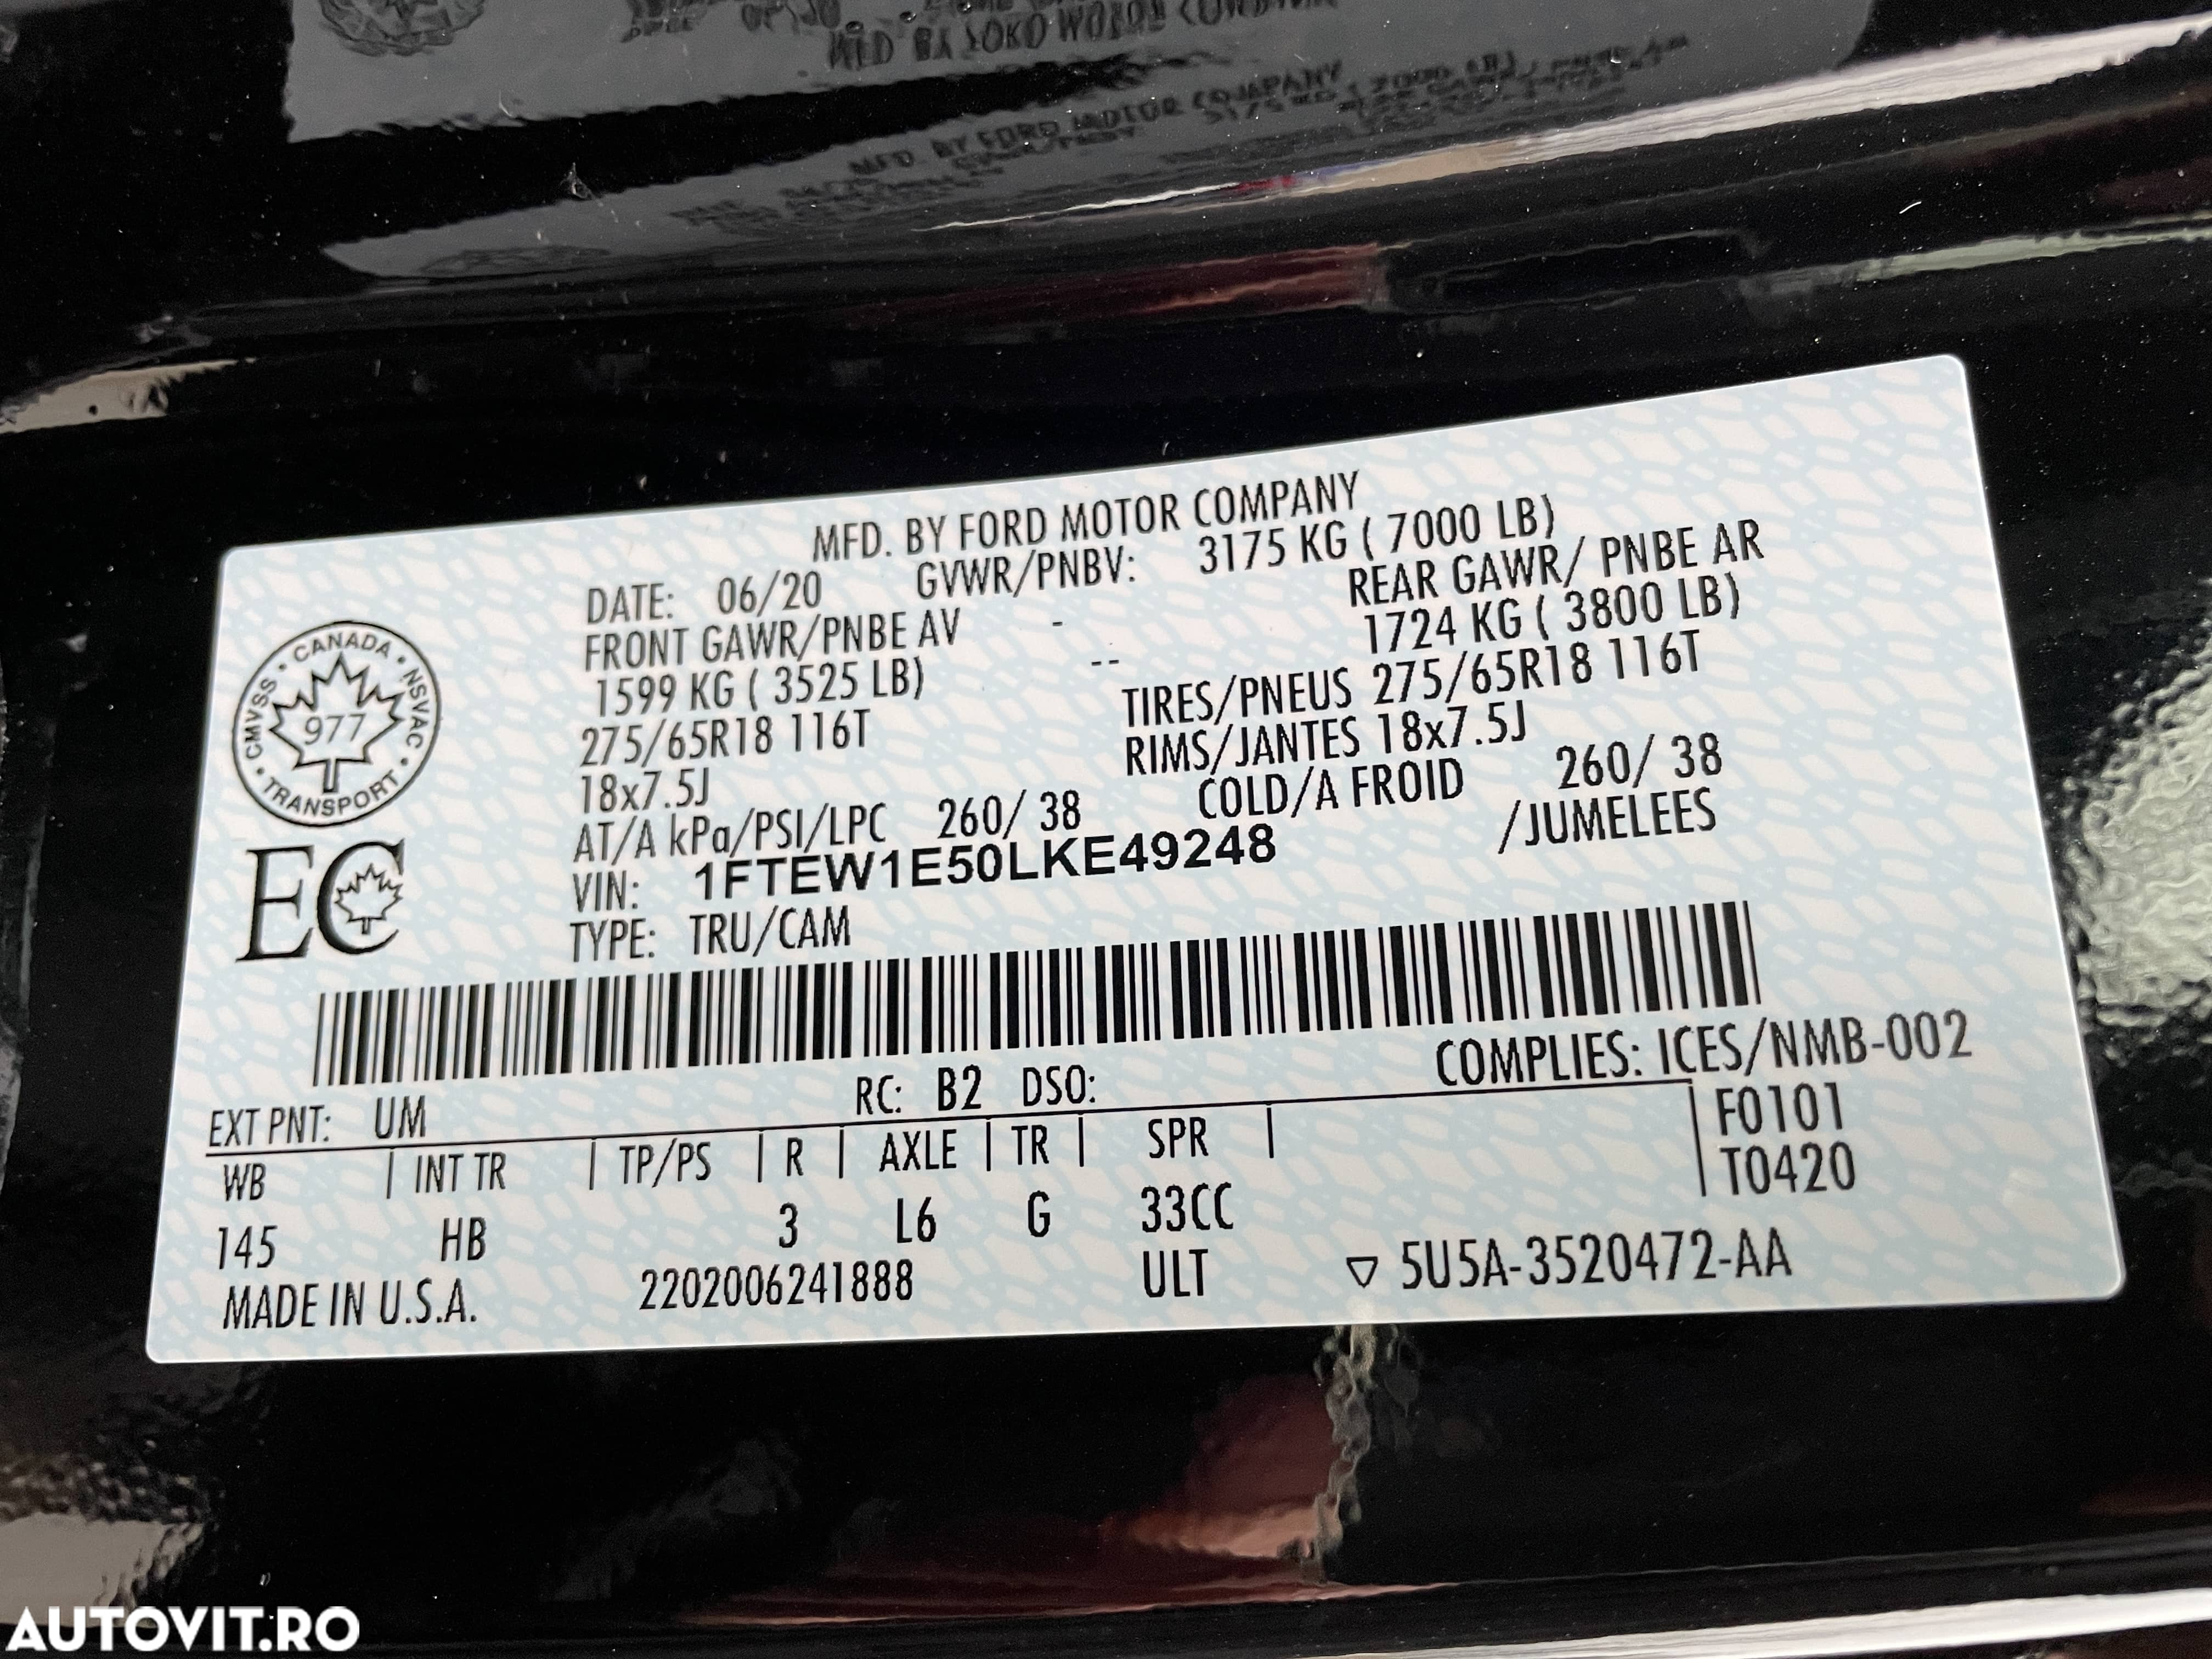 MFD. BY FORD MOTOR COMPANY
DATE: 06/20 GVWR/PNBV: 3175 KG ( 7000 LB)
FRONT GAWR/PNBE AV - REAR GAWR/ PNBE AR
1599 KG ( 3525 LB) -- 1724 KG ( 3800 LB)
275/65R18 116T TIRES/PNEUS 275/65R18 116T
18x7.5J RIMS/JANTES 18x7.5J
AT/A kPa/PSI/LPC 260/ 38 COLD/A FROID 260/ 38
VIN: 1FTEW1E50LKE49248 /JUMELEES
TYPE: TRU/CAM
CANADA • NSVAC • TRANSPORT • CMVSS •
977
EC
COMPLIES: ICES/NMB-002
EXT PNT: UM RC: B2 DSO:
F0101
WB | INT TR | TP/PS | R | AXLE | TR | SPR |
T0420
145 HB 3 L6 G 33CC
MADE IN U.S.A. 2202006241888 ULT ▽ 5U5A-3520472-AA
AUTOVIT.RO